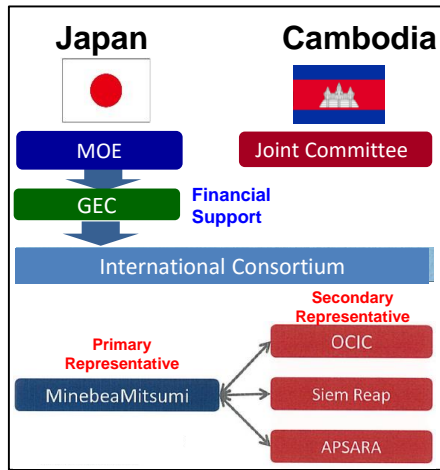 Japan
Cambodia
MOE
Joint Committee
GEC
Financial
Support
International Consortium
Primary
Representative
MinebeaMitsumi
Secondary
Representative
OCIC
Siem Reap
APSARA